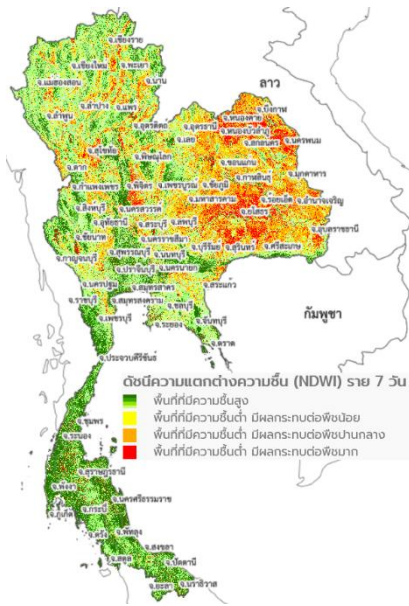 จ.เชียงราย
จ.เชียงใหม่
จ.พะเยา
จ.แม่ฮ่องสอน
จ.น่าน
ลาว
จ.ลำปาง
จ.แพร่
จ.บึงกาฬ
จ.ลำพูน
จ.อุตรดิตถ์
จ.อุดรธานี
จ.หนองคาย
จ.เลย
จ.หนองบัวลำภู
จ.นครพนม
จ.สุโขทัย
จ.พิษณุโลก
จ.สกลนคร
จ.ตาก
จ.ขอนแก่น
จ.มุกดาหาร
จ.กำแพงเพชร
จ.พิจิตร
จ.เพชรบูรณ์
จ.ชัยภูมิ
จ.กาฬสินธุ์
จ.มหาสารคาม
จ.ร้อยเอ็ด
จ.อำนาจเจริญ
จ.สิงหบุรี
จ.นครสวรรค์
จ.ยโสธร
จ.อุทัยธานี
จ.สระบุรี
จ.ลพบุรี
จ.อุบลราชธานี
จ.ชัยนาท
จ.นครราชสีมา
จ.บุรีรัมย์
จ.สุรินทร์
จ.ศรีสะเกษ
จ.กาญจนบุรี
จ.สุพรรณบุรี
จ.นนทบุรี
จ.ปราจีนบุรี
จ.นครนายก
จ.นครปฐม
จ.สมุทรสาคร
จ.สระแก้ว
จ.ราชบุรี
จ.สมุทรสงคราม
จ.ชลบุรี
จ.เพชรบุรี
จ.ระยอง
จ.จันทบุรี
กัมพูชา
จ.ตราด
จ.ประจวบคีรีขันธ์
ดัชนีความแตกต่างความชื้น (NDWI) ราย 7 วัน
พื้นที่ที่มีความชื้นสูง
พื้นที่ที่มีความชื้นต่ำ มีผลกระทบต่อพืชน้อย
พื้นที่ที่มีความชื้นต่ำ มีผลกระทบต่อพืชปานกลาง
พื้นที่ที่มีความชื้นต่ำ มีผลกระทบต่อพืชมาก
จ.ชุมพร
จ.ระนอง
จ.สุราษฎรธานี
จ.พังงา
จ.นครศรีธรรมราช
จ.กระบี่
จ.ภูเก็ต
จ.ตรัง
จ.พัทลุง
จ.สงขลา
จ.สตูล
จ.ปัตตานี
จ.ยะลา
จ.นราธิวาส